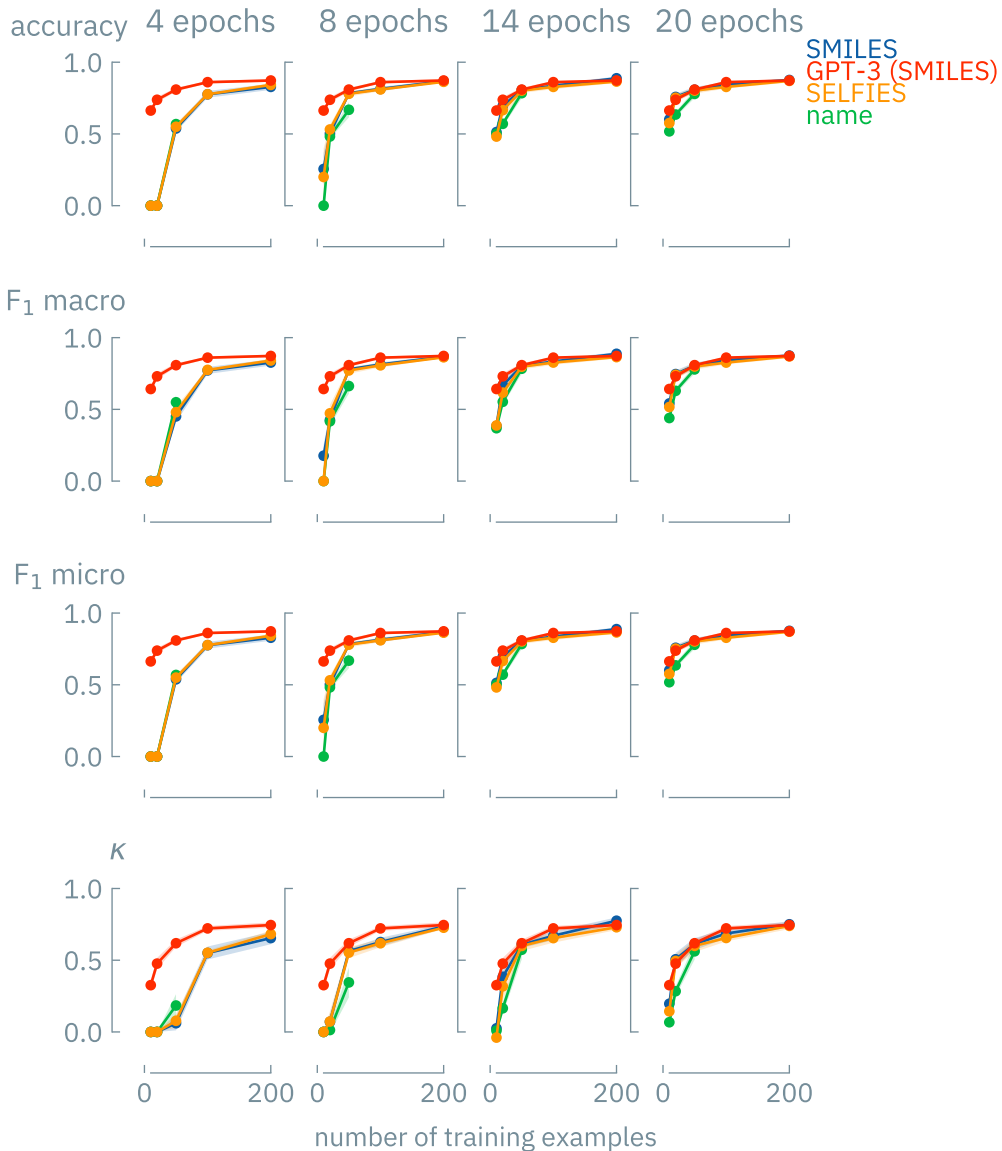 accuracy 4 epochs 8 epochs 14 epochs 20 epochs
SMILES
GPT-3 (SMILES)
SELFIES
name
1.0
0.5
0.0
F₁ macro
1.0
0.5
0.0
F₁ micro
1.0
0.5
0.0
κ
1.0
0.5
0.0
0 200 0 200 0 200 0 200
number of training examples